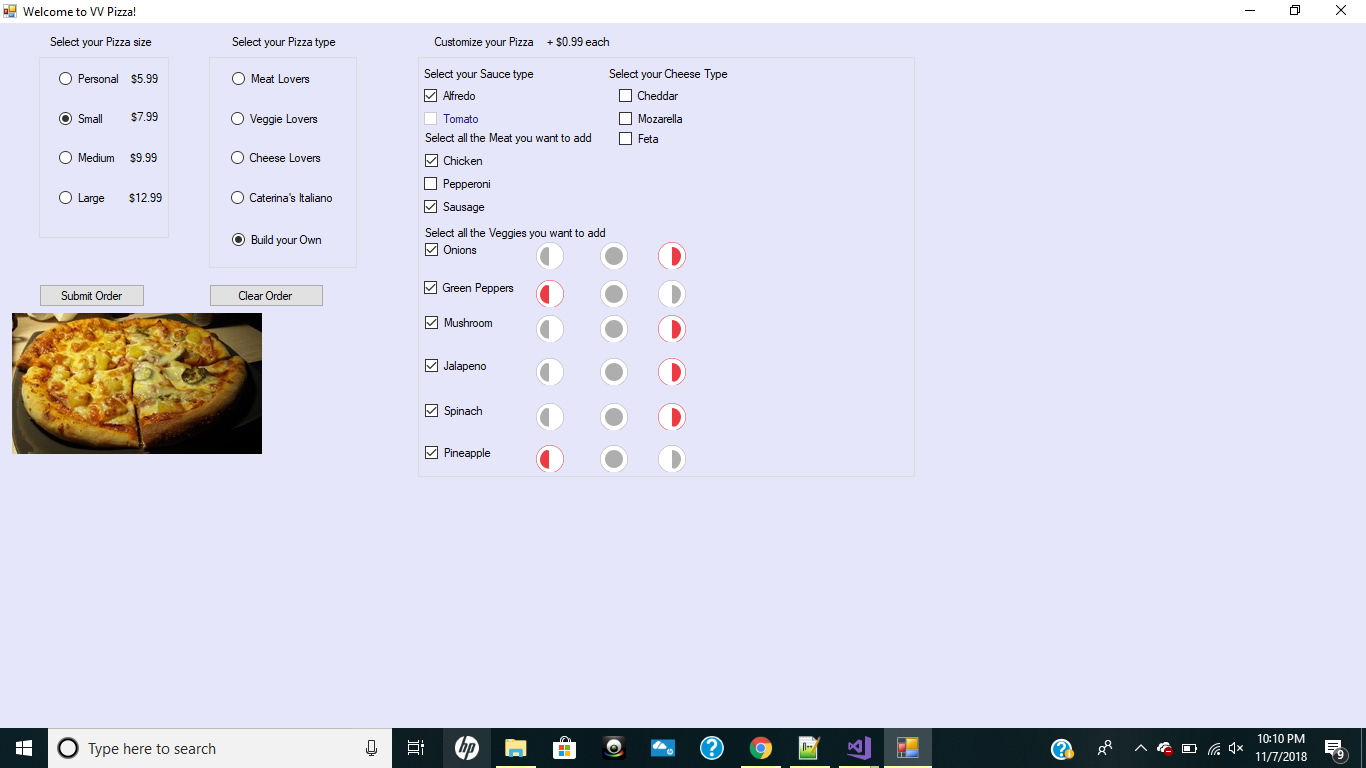 Welcome to VV Pizza!
Select your Pizza size
Personal $5.99
Small $7.99
Medium $9.99
Large $12.99
Select your Pizza type
Meat Lovers
Veggie Lovers
Cheese Lovers
Caterina's Italiano
Build your Own
Submit Order
Clear Order
Customize your Pizza + $0.99 each
Select your Sauce type
Alfredo
Tomato
Select your Cheese Type
Cheddar
Mozarella
Feta
Select all the Meat you want to add
Chicken
Pepperoni
Sausage
Select all the Veggies you want to add
Onions
Green Peppers
Mushroom
Jalapeno
Spinach
Pineapple
Type here to search
hp
10:10 PM
11/7/2018
9